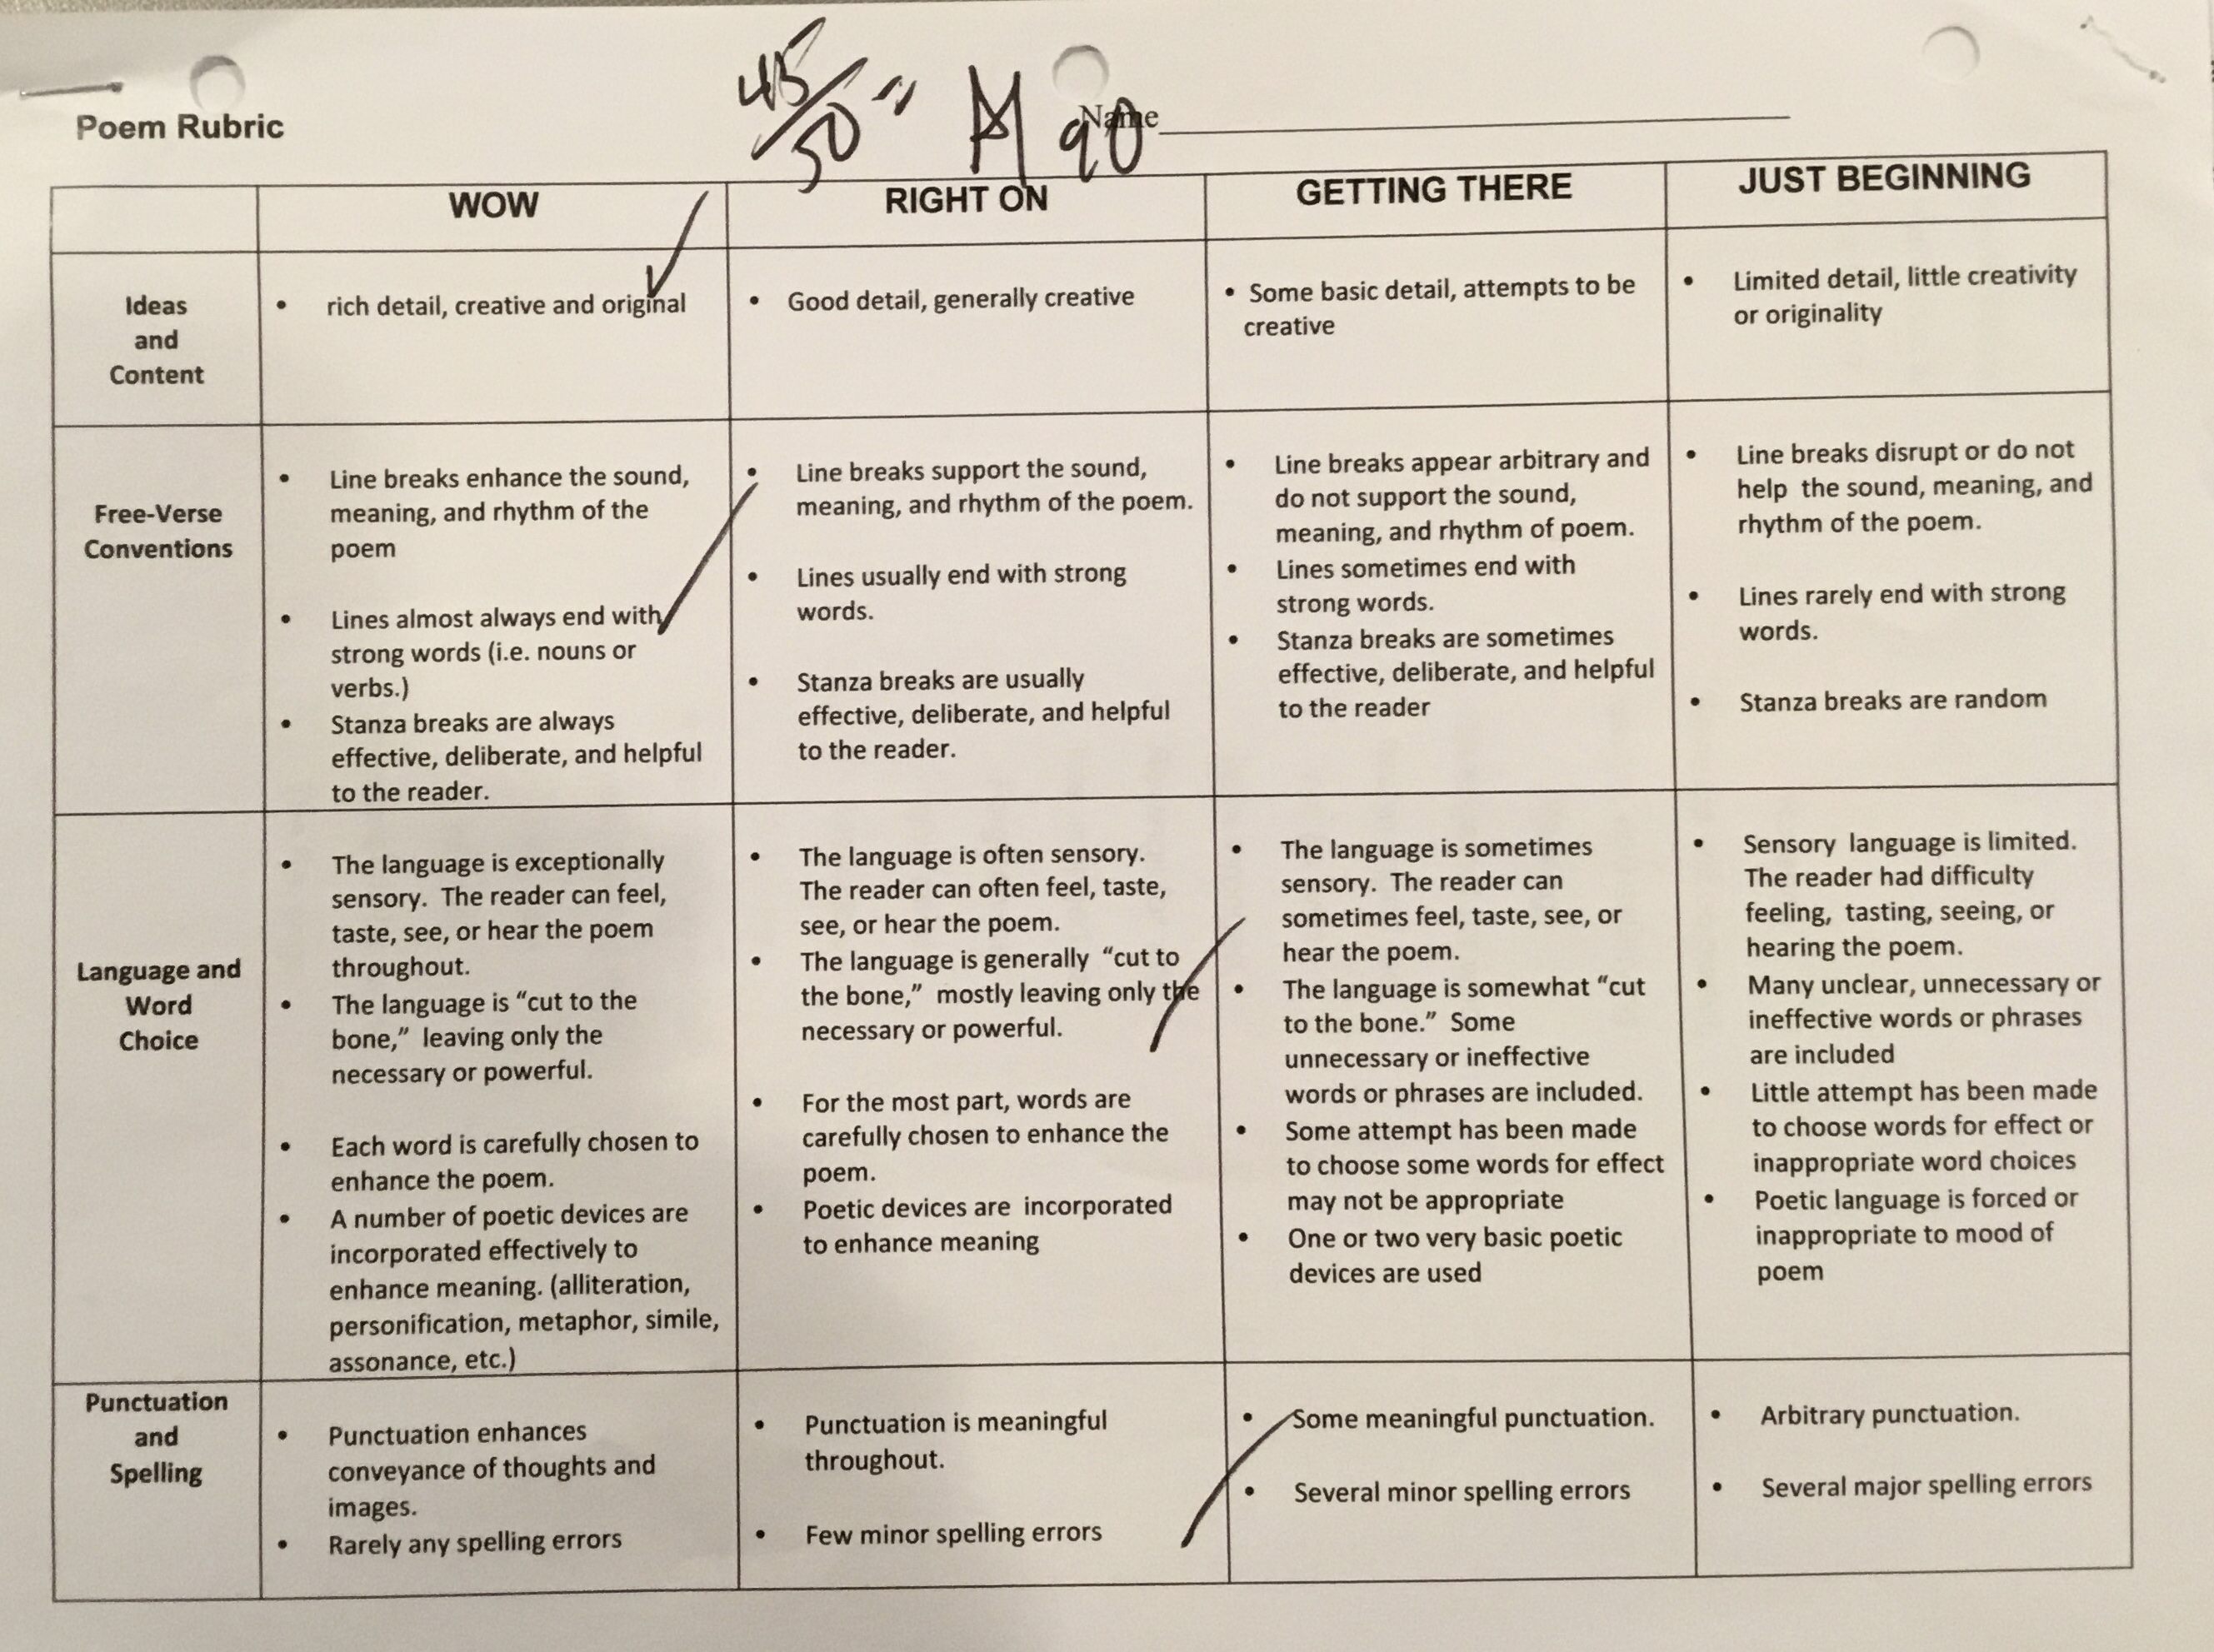 45/50 = A 90
Poem Rubric
Name
WOW
RIGHT ON
GETTING THERE
JUST BEGINNING
Ideas
and
Content
• rich detail, creative and original
• Good detail, generally creative
• Some basic detail, attempts to be
creative
• Limited detail, little creativity
or originality
Free-Verse
Conventions
• Line breaks enhance the sound,
meaning, and rhythm of the
poem
• Lines almost always end with
strong words (i.e. nouns or
verbs.)
• Stanza breaks are always
effective, deliberate, and helpful
to the reader.
• Line breaks support the sound,
meaning, and rhythm of the poem.
• Lines usually end with strong
words.
• Stanza breaks are usually
effective, deliberate, and helpful
to the reader.
• Line breaks appear arbitrary and
do not support the sound,
meaning, and rhythm of poem.
• Lines sometimes end with
strong words.
• Stanza breaks are sometimes
effective, deliberate, and helpful
to the reader
• Line breaks disrupt or do not
help the sound, meaning, and
rhythm of the poem.
• Lines rarely end with strong
words.
• Stanza breaks are random
Language and
Word
Choice
• The language is exceptionally
sensory. The reader can feel,
taste, see, or hear the poem
throughout.
• The language is “cut to the
bone,” leaving only the
necessary or powerful.
• Each word is carefully chosen to
enhance the poem.
• A number of poetic devices are
incorporated effectively to
enhance meaning. (alliteration,
personification, metaphor, simile,
assonance, etc.)
• The language is often sensory.
The reader can often feel, taste,
see, or hear the poem.
• The language is generally “cut to
the bone,” mostly leaving only the
necessary or powerful.
• For the most part, words are
carefully chosen to enhance the
poem.
• Poetic devices are incorporated
to enhance meaning
• The language is sometimes
sensory. The reader can
sometimes feel, taste, see, or
hear the poem.
• The language is somewhat “cut
to the bone.” Some
unnecessary or ineffective
words or phrases are included.
• Some attempt has been made
to choose some words for effect
may not be appropriate
• One or two very basic poetic
devices are used
• Sensory language is limited.
The reader had difficulty
feeling, tasting, seeing, or
hearing the poem.
• Many unclear, unnecessary or
ineffective words or phrases
are included
• Little attempt has been made
to choose words for effect or
inappropriate word choices
• Poetic language is forced or
inappropriate to mood of
poem
Punctuation
and
Spelling
• Punctuation enhances
conveyance of thoughts and
images.
• Rarely any spelling errors
• Punctuation is meaningful
throughout.
• Few minor spelling errors
• Some meaningful punctuation.
• Several minor spelling errors
• Arbitrary punctuation.
• Several major spelling errors